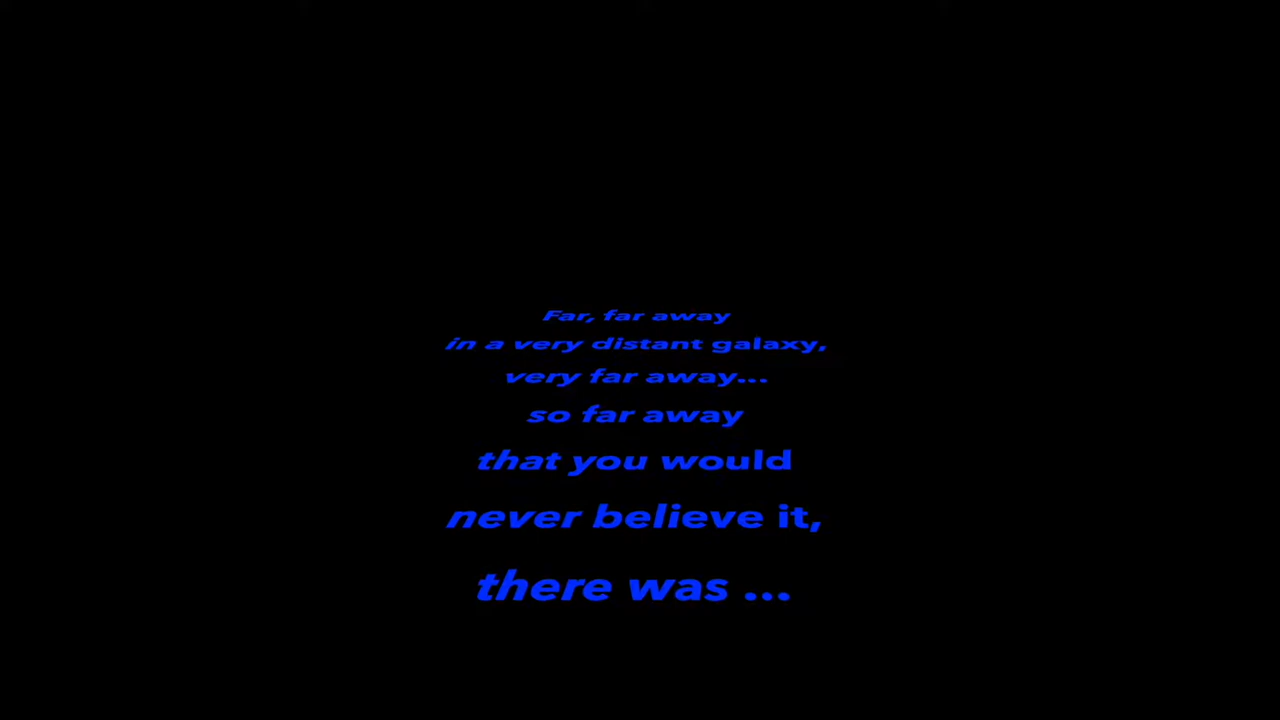 Far, far away
in a very distant galaxy,
very far away...
so far away
that you would
never believe it,
there was ...